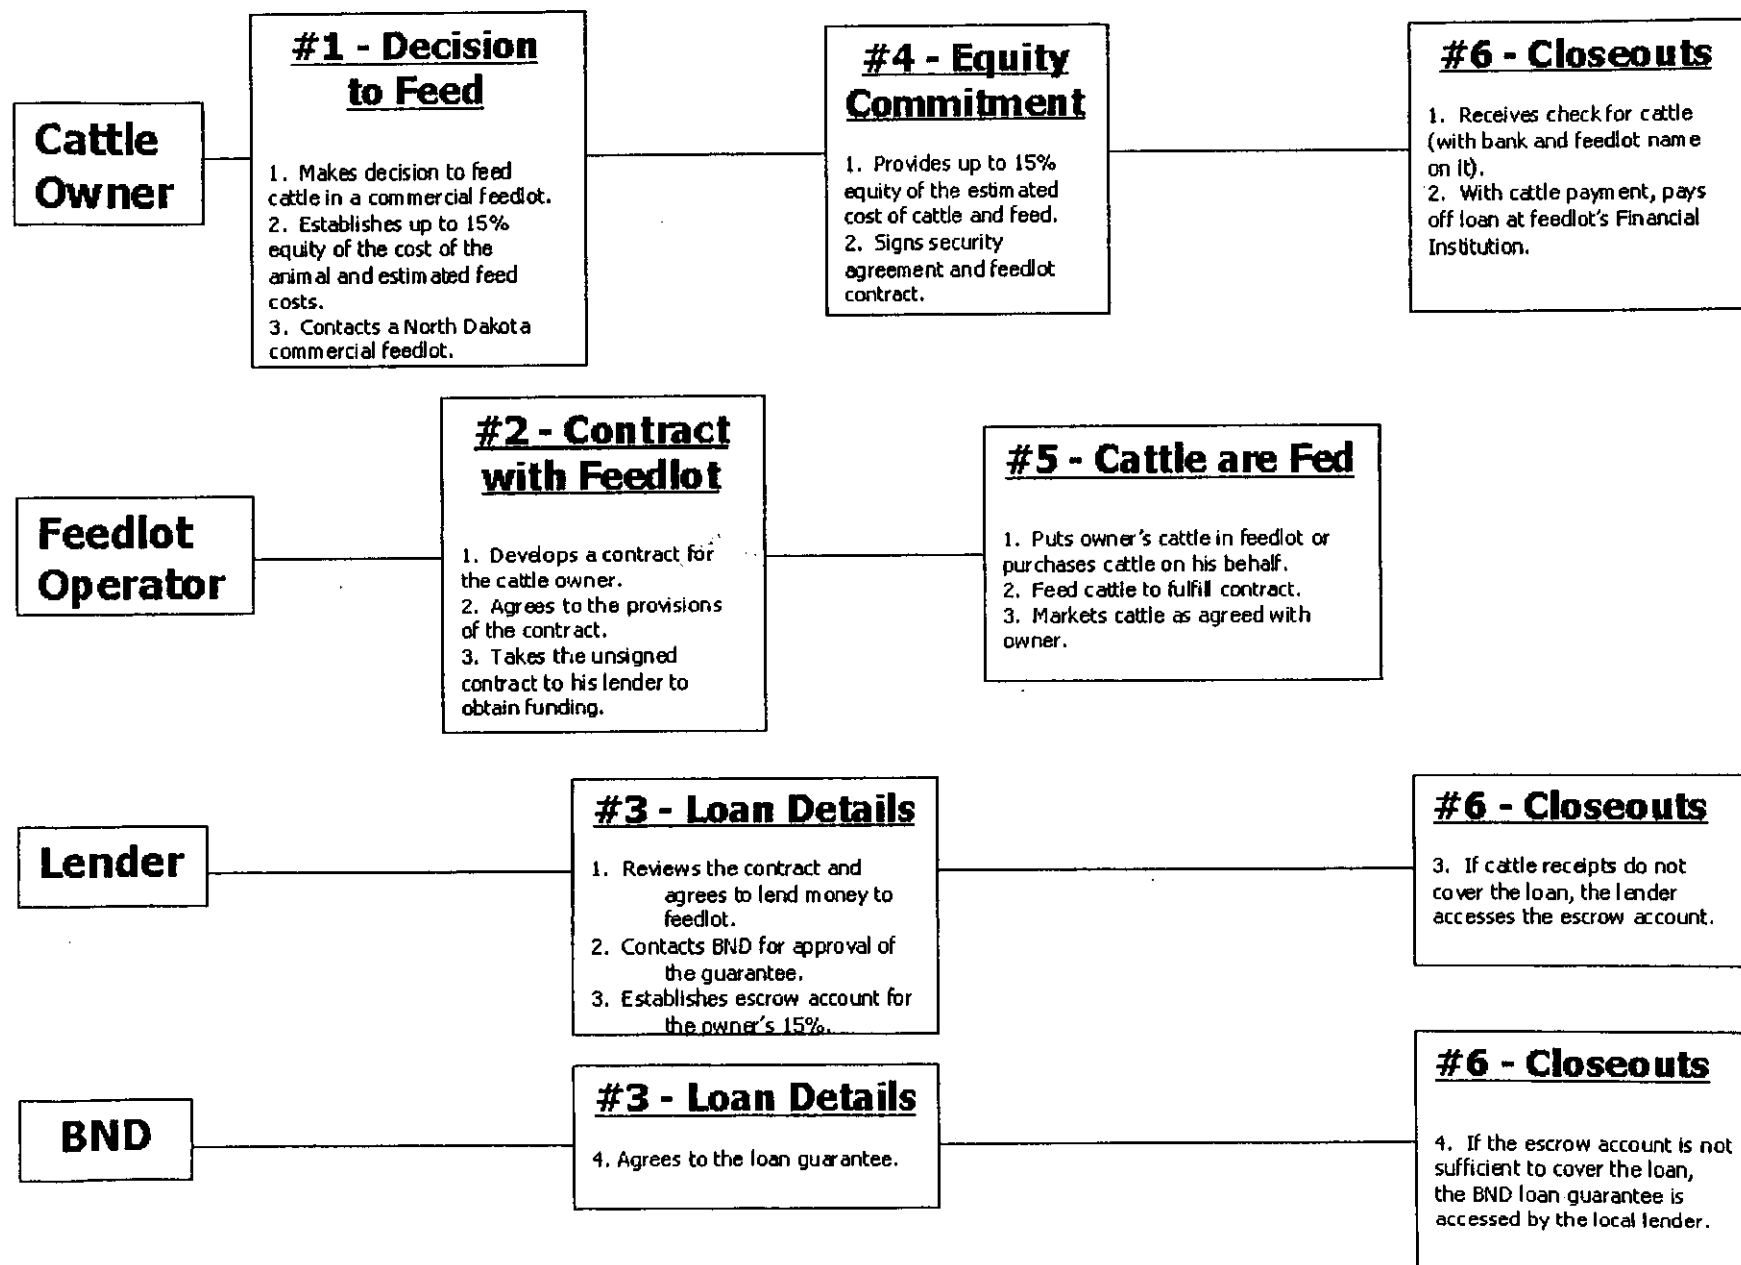 Cattle
Owner
#1 - Decision
to Feed
1. Makes decision to feed
cattle in a commercial feedlot.
2. Establishes up to 15%
equity of the cost of the
animal and estimated feed
costs.
3. Contacts a North Dakota
commercial feedlot.
#4 - Equity
Commitment
1. Provides up to 15%
equity of the estimated
cost of cattle and feed.
2. Signs security
agreement and feedlot
contract.
#6 - Closeouts
1. Receives check for cattle
(with bank and feedlot name
on it).
2. With cattle payment, pays
off loan at feedlot's Financial
Institution.
Feedlot
Operator
#2 - Contract
with Feedlot
1. Develops a contract for
the cattle owner.
2. Agrees to the provisions
of the contract.
3. Takes the unsigned
contract to his lender to
obtain funding.
#5 - Cattle are Fed
1. Puts owner's cattle in feedlot or
purchases cattle on his behalf.
2. Feed cattle to fulfill contract.
3. Markets cattle as agreed with
owner.
Lender
#3 - Loan Details
1. Reviews the contract and
agrees to lend money to
feedlot.
2. Contacts BND for approval of
the guarantee.
3. Establishes escrow account for
the owner's 15%.
#6 - Closeouts
3. If cattle receipts do not
cover the loan, the lender
accesses the escrow account.
BND
#3 - Loan Details
4. Agrees to the loan guarantee.
#6 - Closeouts
4. If the escrow account is not
sufficient to cover the loan,
the BND loan guarantee is
accessed by the local lender.